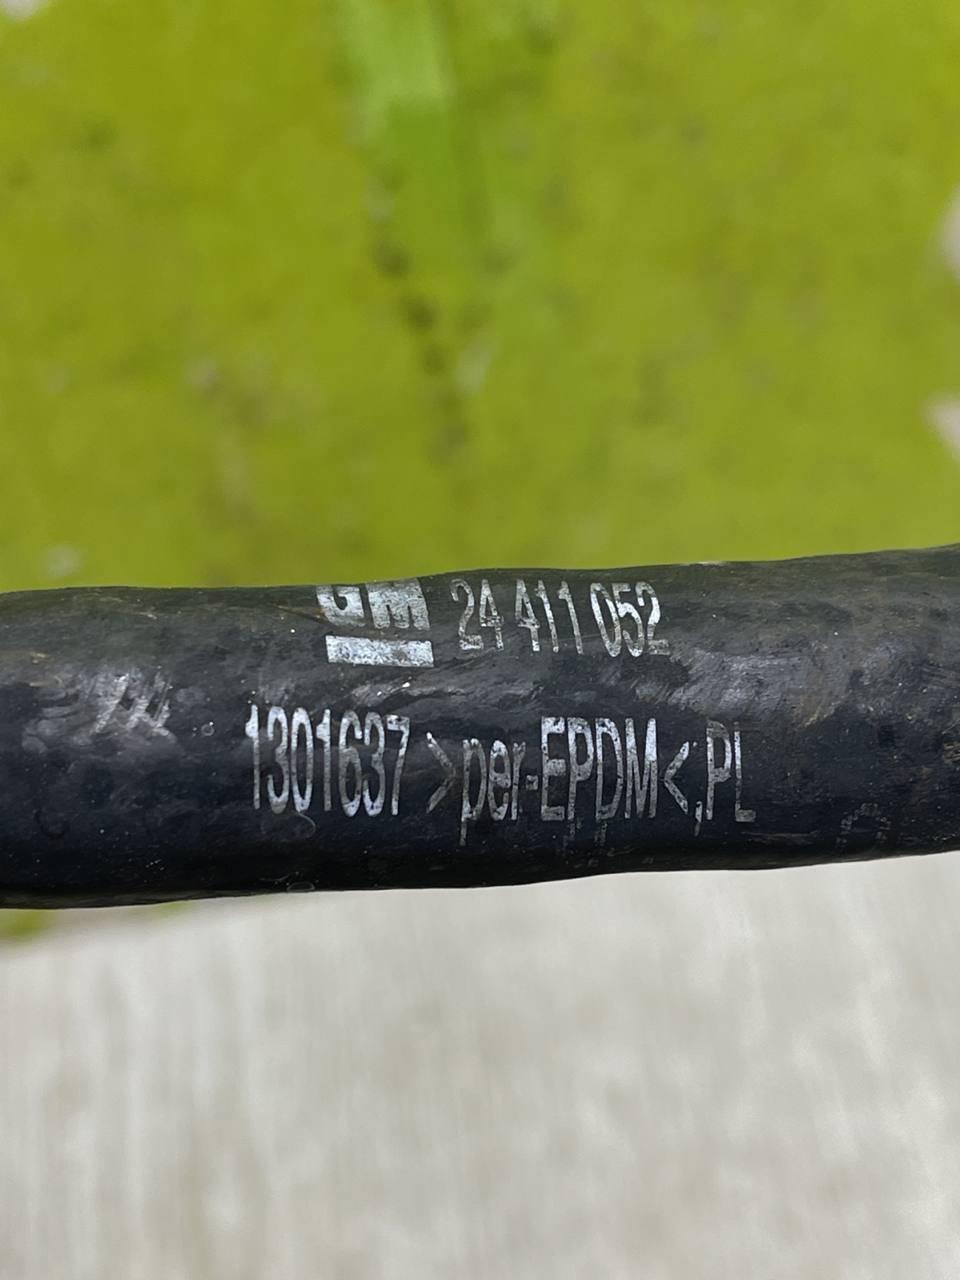 GM 24 411 052
1301637 >per-EPDM< ,PL